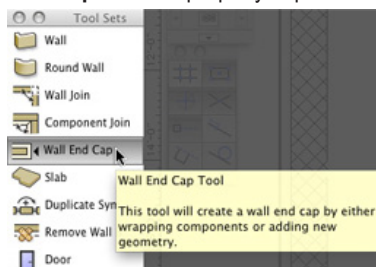 Tool Sets
Wall
Round Wall
Wall Join
Component Join
Wall End Cap
Slab
Wall End Cap Tool
Duplicate Sym
This tool will create a wall end cap by either
wrapping components or adding new
geometry.
Remove Wall
Door